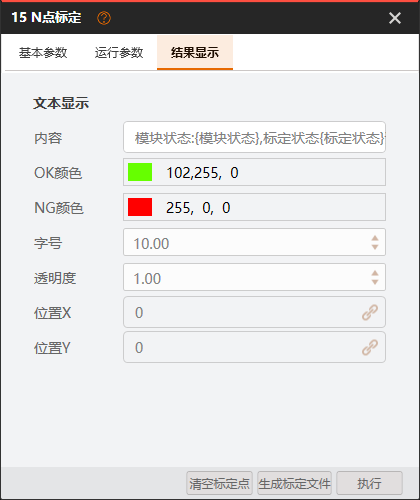 15 N点标定
基本参数 运行参数 结果显示
文本显示
内容 模块状态:{模块状态},标定状态{标定状态}
OK颜色 102,255, 0
NG颜色 255, 0, 0
字号 10.00
透明度 1.00
位置X 0
位置Y 0
清空标定点 生成标定文件 执行